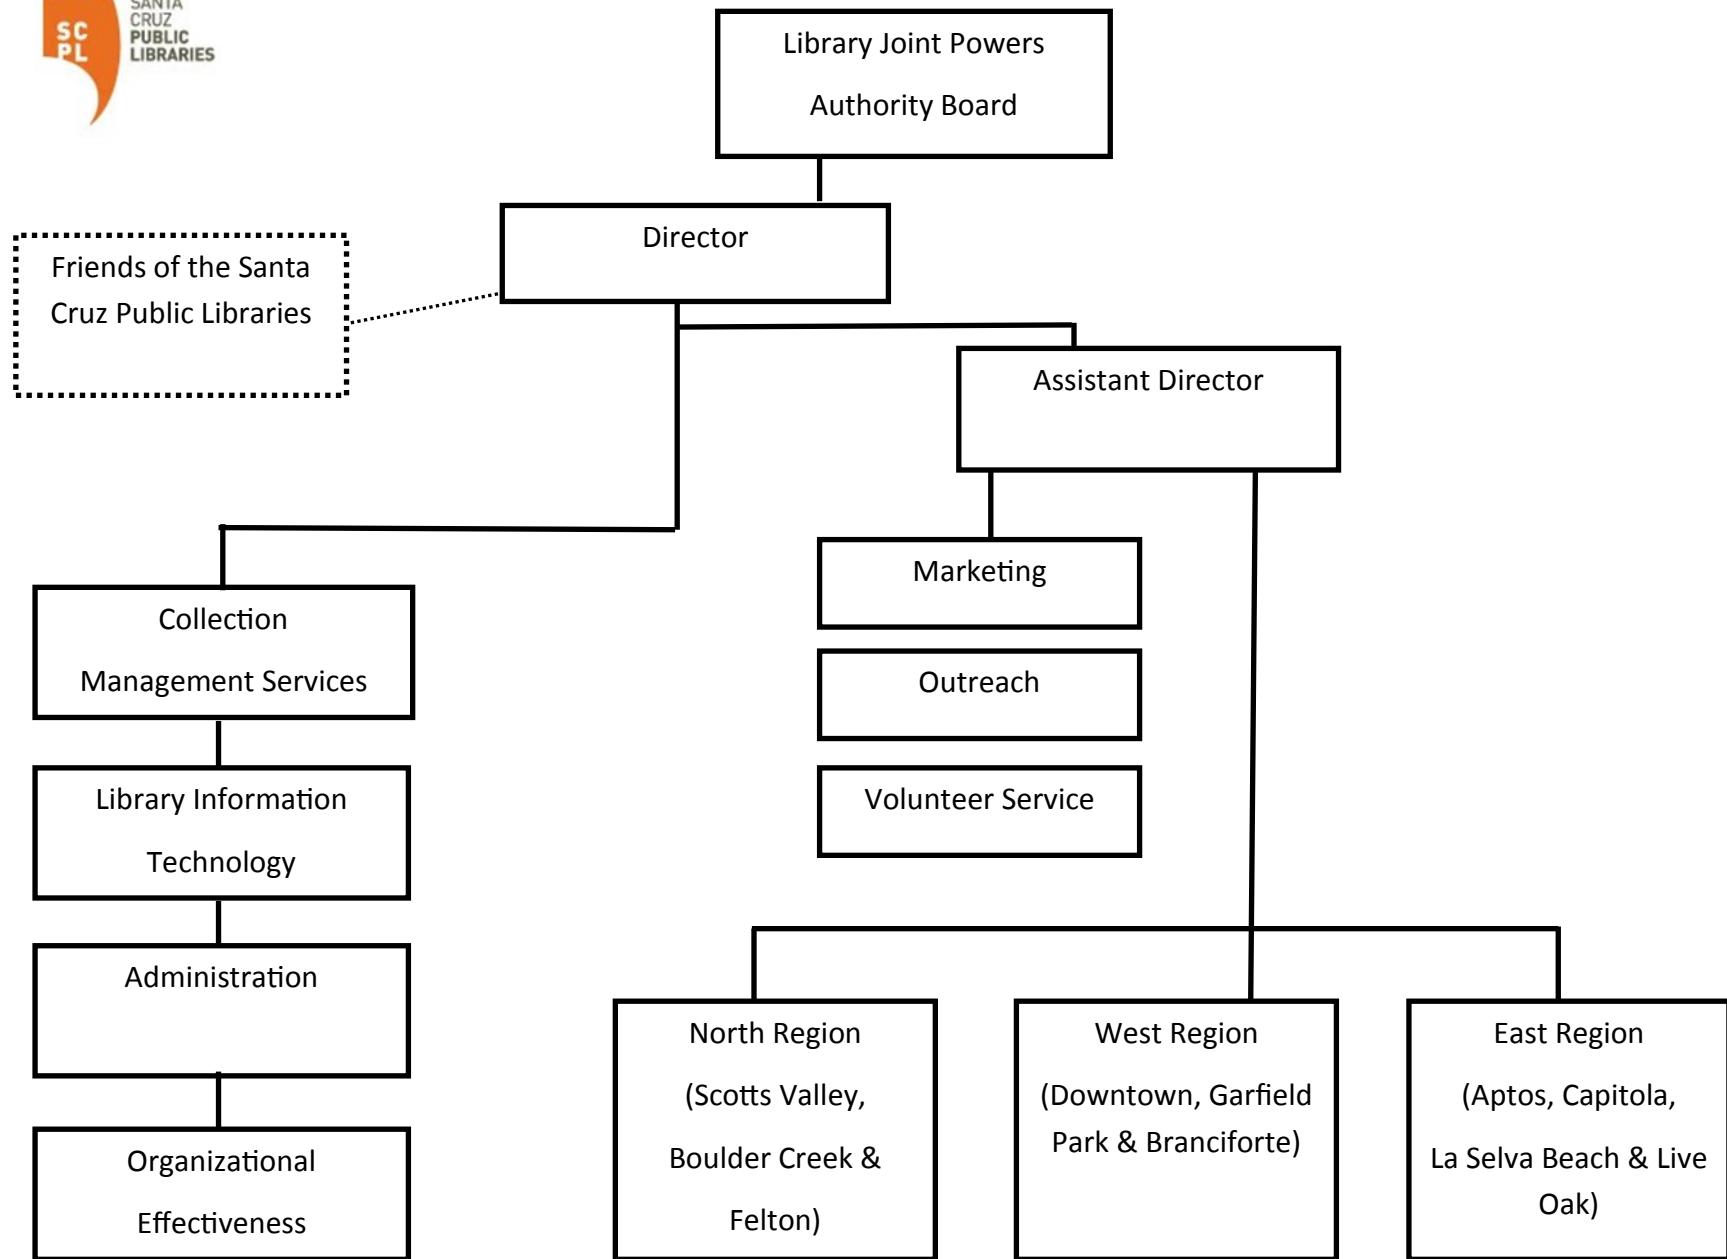 SANTA
CRUZ
PUBLIC
LIBRARIES
SC
PL
Library Joint Powers
Authority Board
Director
Friends of the Santa
Cruz Public Libraries
Assistant Director
Marketing
Outreach
Volunteer Service
Collection
Management Services
Library Information
Technology
Administration
Organizational
Effectiveness
North Region
(Scotts Valley,
Boulder Creek &
Felton)
West Region
(Downtown, Garfield
Park & Branciforte)
East Region
(Aptos, Capitola,
La Selva Beach & Live
Oak)